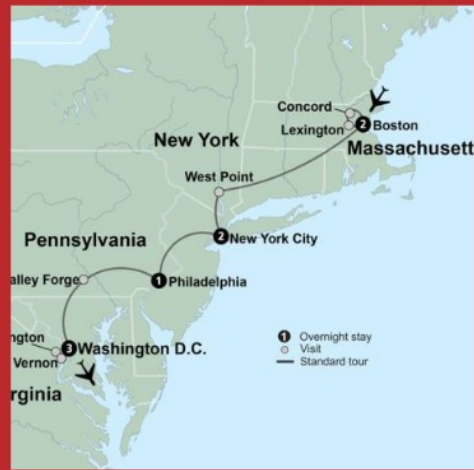 Concord
Lexington
2 Boston
New York
Massachusett
West Point
2 New York City
Pennsylvania
alley Forge
1 Philadelphia
ngton
3 Washington D.C.
Vernon
rginia
1 Overnight stay
Visit
Standard tour